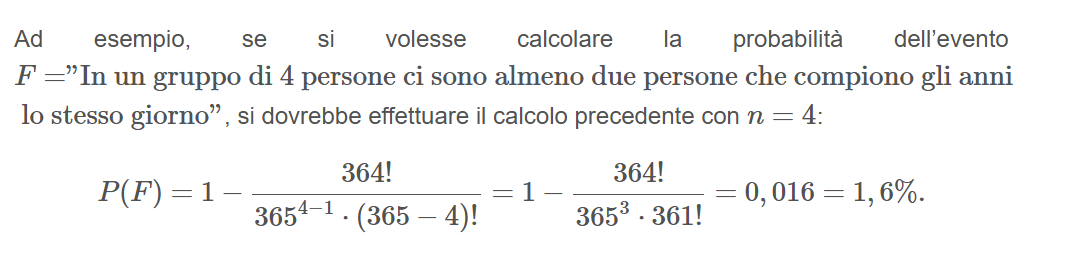 Ad esempio, se si volesse calcolare la probabilità dell’evento
F =”In un gruppo di 4 persone ci sono almeno due persone che compiono gli anni
lo stesso giorno”, si dovrebbe effettuare il calcolo precedente con n = 4:
P(F) = 1 − \frac{364!}{365^{4−1} · (365 − 4)!} = 1 − \frac{364!}{365^3 · 361!} = 0,016 = 1,6%.